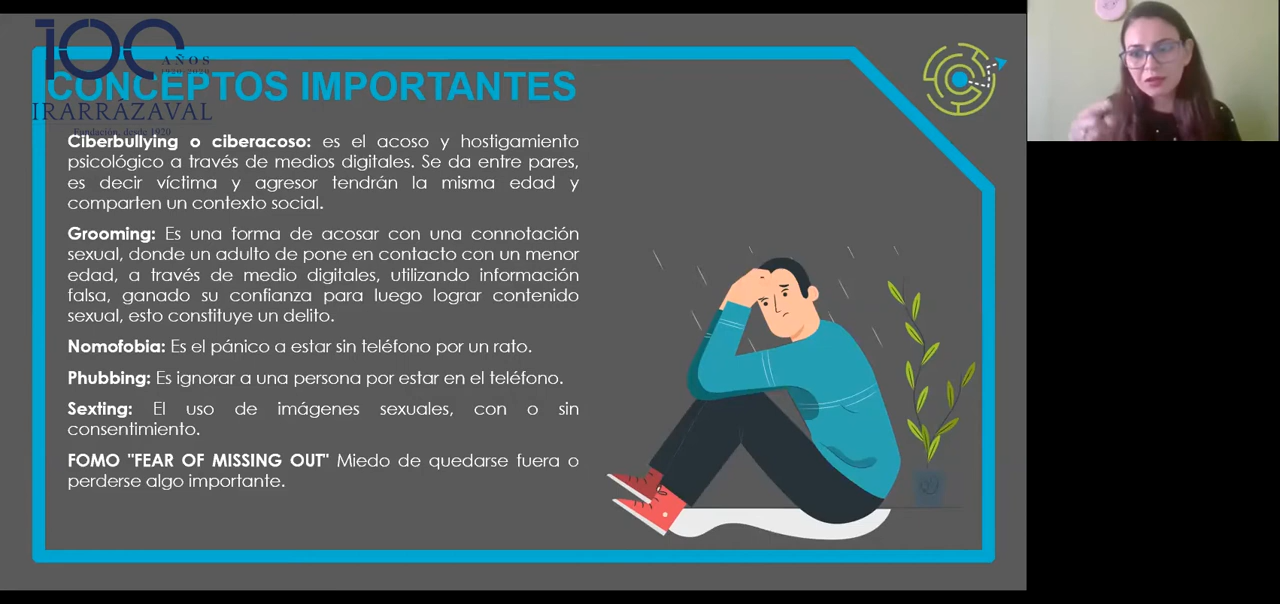 100
AÑOS
1920-2020
CONCEPTOS IMPORTANTES
IRARRÁZAVAL
Fundación, desde 1920
Ciberbullying o ciberacoso: es el acoso y hostigamiento
psicológico a través de medios digitales. Se da entre pares,
es decir víctima y agresor tendrán la misma edad y
comparten un contexto social.
Grooming: Es una forma de acosar con una connotación
sexual, donde un adulto de pone en contacto con un menor
edad, a través de medio digitales, utilizando información
falsa, ganado su confianza para luego lograr contenido
sexual, esto constituye un delito.
Nomofobia: Es el pánico a estar sin teléfono por un rato.
Phubbing: Es ignorar a una persona por estar en el teléfono.
Sexting: El uso de imágenes sexuales, con o sin
consentimiento.
FOMO "FEAR OF MISSING OUT" Miedo de quedarse fuera o
perderse algo importante.